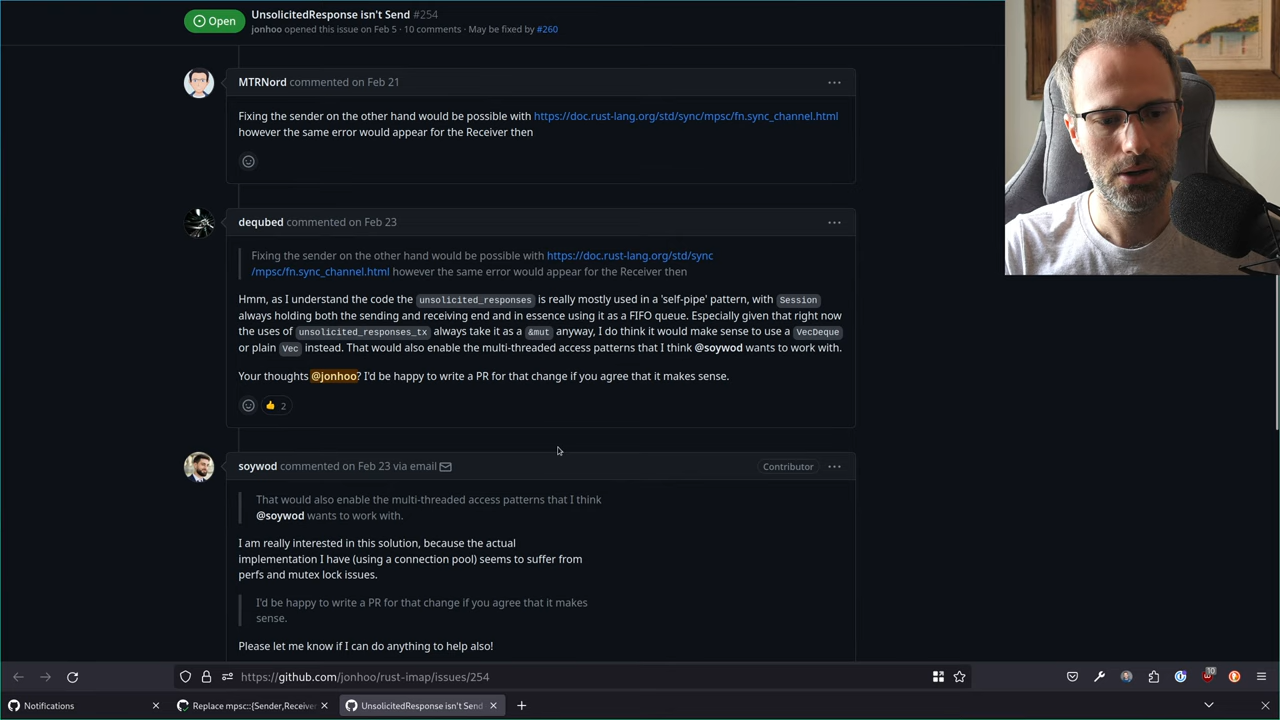 Open
UnsolicitedResponse isn't Send #254
jonhoo opened this issue on Feb 5 · 10 comments · May be fixed by #260
MTRNord commented on Feb 21
Fixing the sender on the other hand would be possible with https://doc.rust-lang.org/std/sync/mpsc/fn.sync_channel.html
however the same error would appear for the Receiver then
dequbed commented on Feb 23
Fixing the sender on the other hand would be possible with https://doc.rust-lang.org/std/sync
/mpsc/fn.sync_channel.html however the same error would appear for the Receiver then
Hmm, as I understand the code the unsolicited_responses is really mostly used in a 'self-pipe' pattern, with Session
always holding both the sending and receiving end and in essence using it as a FIFO queue. Especially given that right now
the uses of unsolicited_responses_tx always take it as a &mut anyway, I do think it would make sense to use a VecDeque
or plain Vec instead. That would also enable the multi-threaded access patterns that I think @soywod wants to work with.
Your thoughts @jonhoo? I'd be happy to write a PR for that change if you agree that it makes sense.
2
soywod commented on Feb 23 via email
Contributor
That would also enable the multi-threaded access patterns that I think
@soywod wants to work with.
I am really interested in this solution, because the actual
implementation I have (using a connection pool) seems to suffer from
perfs and mutex lock issues.
I'd be happy to write a PR for that change if you agree that it makes
sense.
Please let me know if I can do anything to help also!
https://github.com/jonhoo/rust-imap/issues/254
10
Notifications
Replace mpsc::{Sender,Receiver
UnsolicitedResponse isn't Send